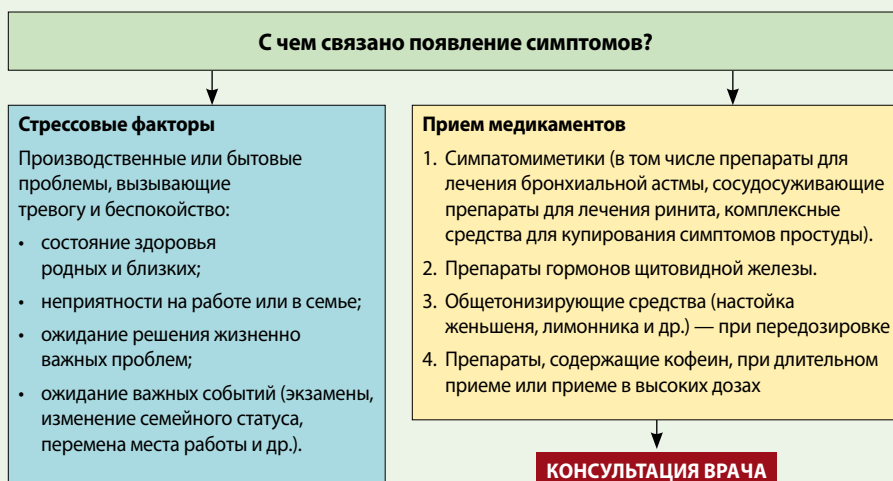 С чем связано появление симптомов?
Стрессовые факторы
Производственные или бытовые
проблемы, вызывающие
тревогу и беспокойство:
• состояние здоровья
родных и близких;
• неприятности на работе или в семье;
• ожидание решения жизненно
важных проблем;
• ожидание важных событий (экзамены,
изменение семейного статуса,
перемена места работы и др.).
Прием медикаментов
1. Симпатомиметики (в том числе препараты для
лечения бронхиальной астмы, сосудосуживающие
препараты для лечения ринита, комплексные
средства для купирования симптомов простуды).
2. Препараты гормонов щитовидной железы.
3. Общетонизирующие средства (настойка
женьшеня, лимонника и др.) — при передозировке
4. Препараты, содержащие кофеин, при длительном
приеме или приеме в высоких дозах
КОНСУЛЬТАЦИЯ ВРАЧА